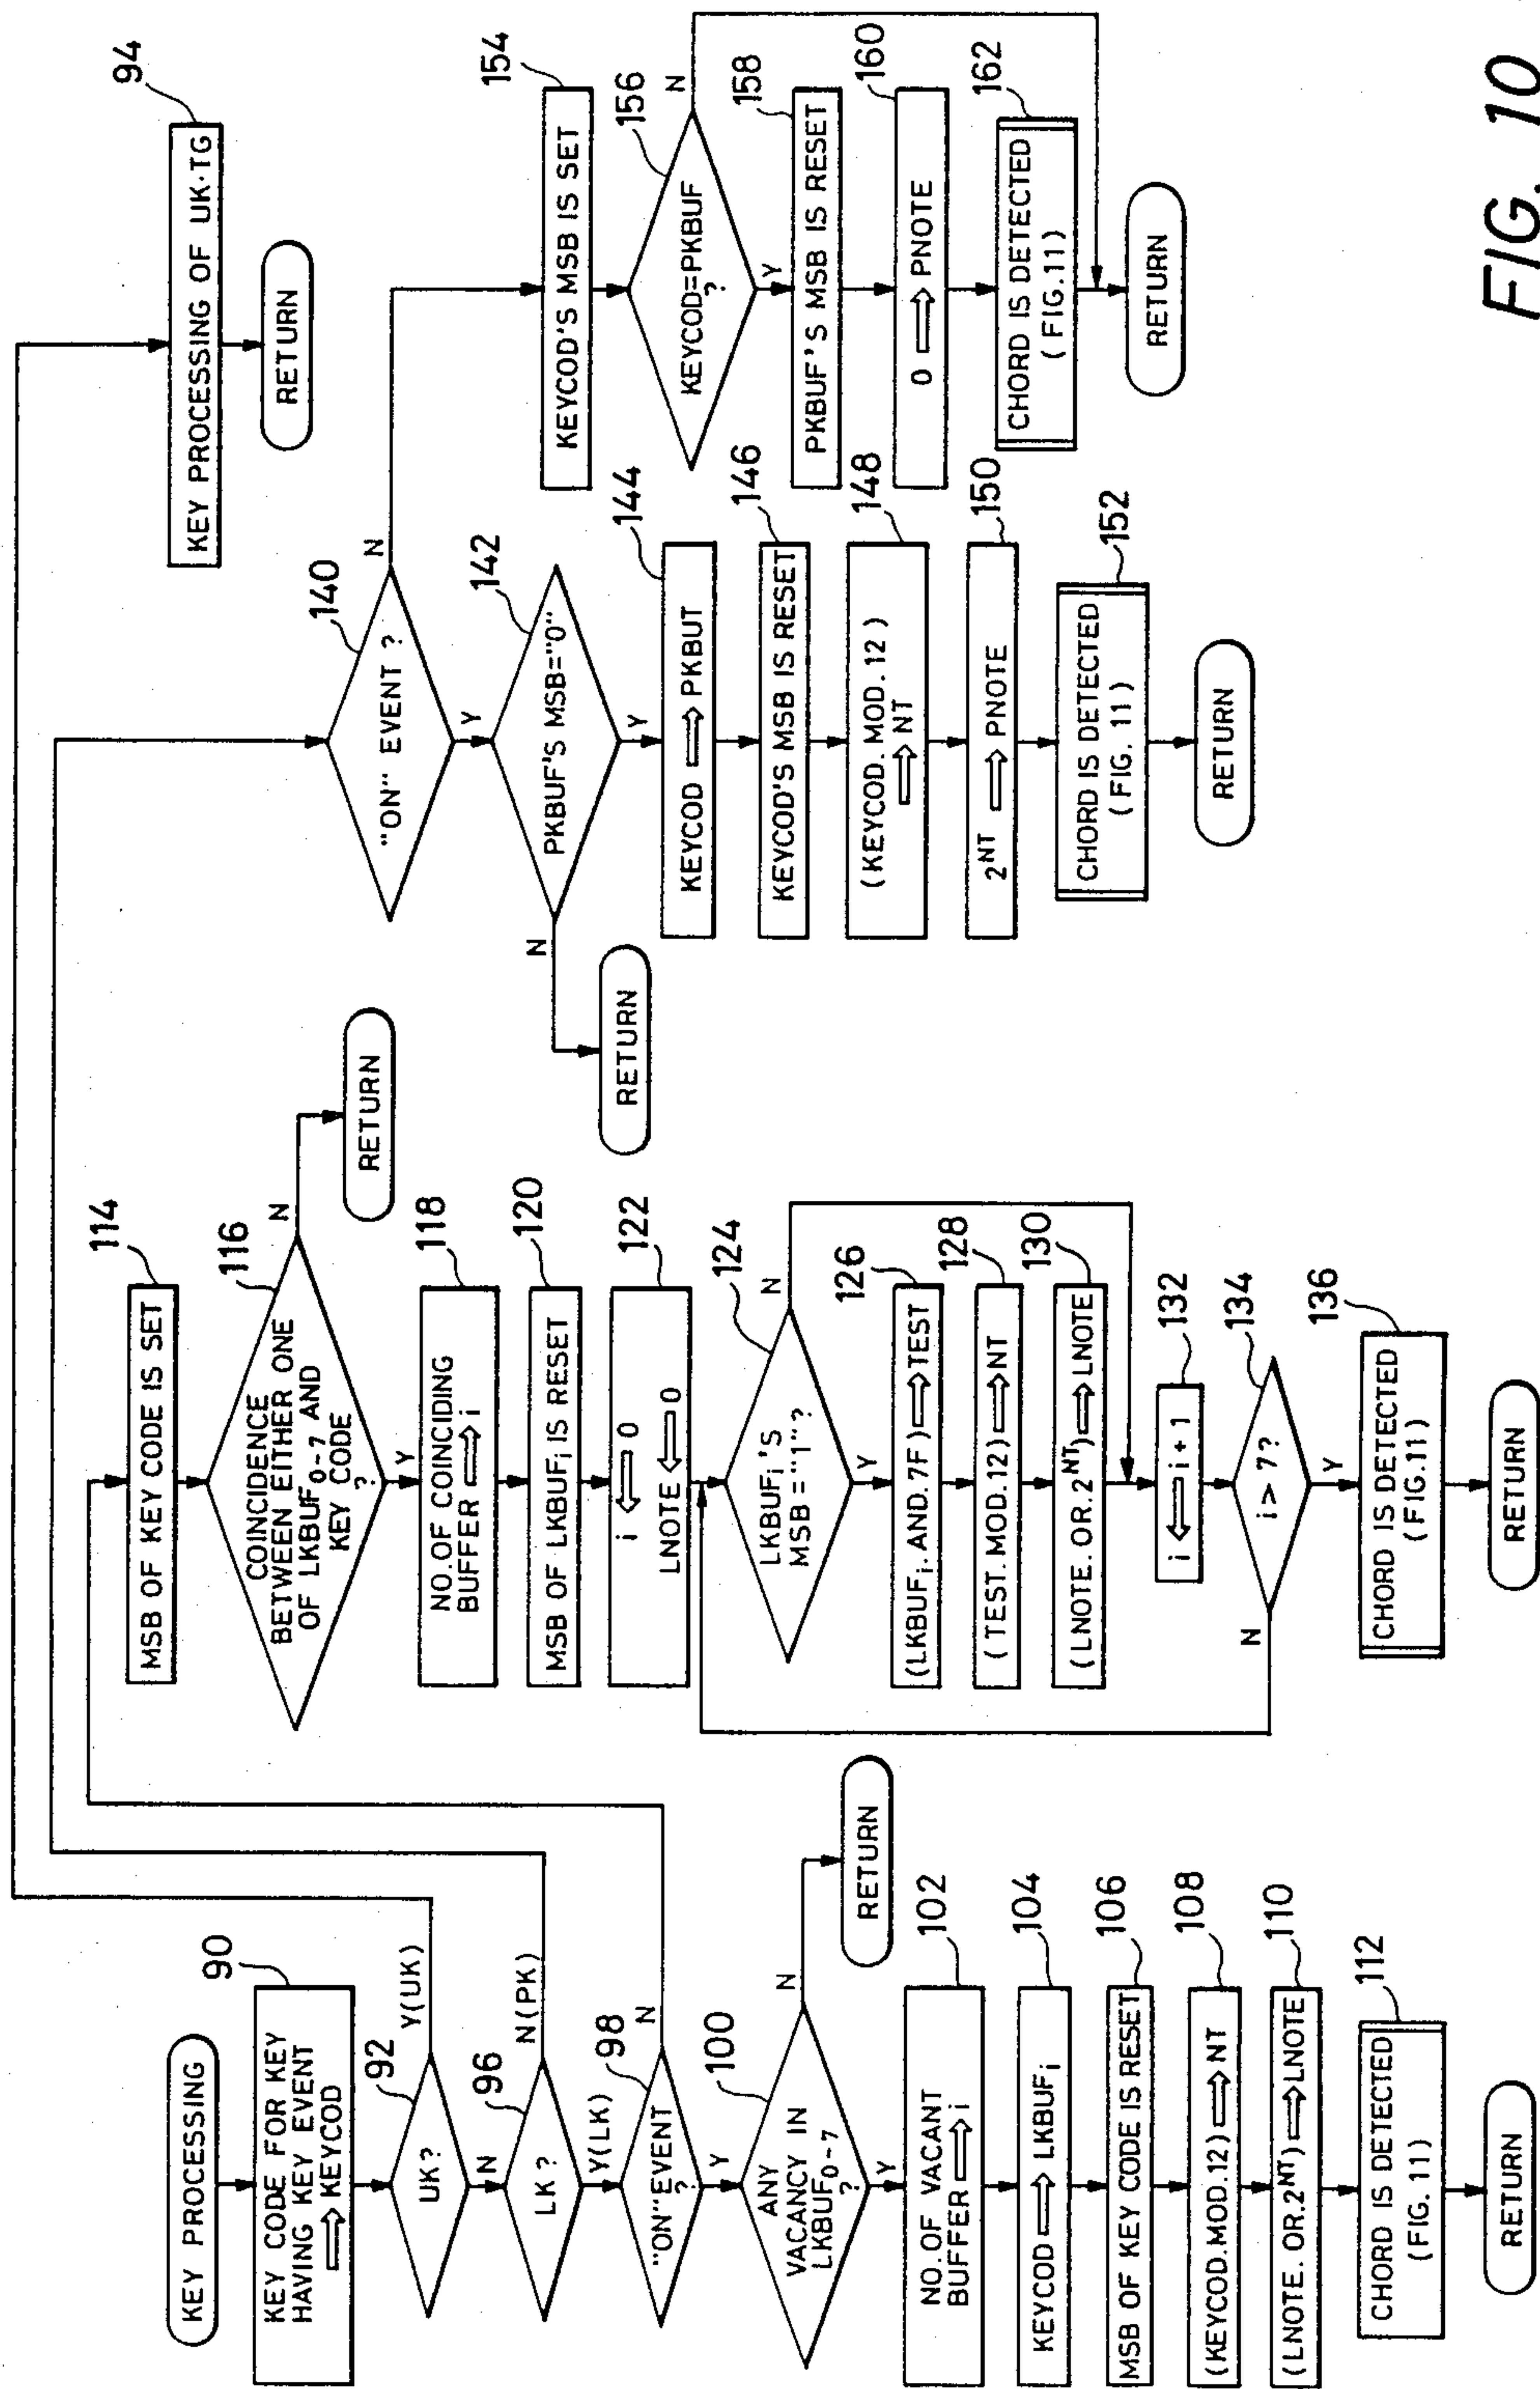 KEY PROCESSING
90
KEY CODE FOR KEY
HAVING KEY EVENT
⇒ KEYCOD
92
UK?
Y(UK)
N
96
LK?
N(PK)
Y(LK)
98
"ON" EVENT
?
N
Y
100
ANY
VACANCY IN
LKBUF0-7
?
N
RETURN
Y
102
NO. OF VACANT
BUFFER ⇒ i
104
KEYCOD ⇒ LKBUFi
106
MSB OF KEY CODE IS RESET
108
(KEYCOD.MOD.12) ⇒ NT
110
(LNOTE.OR.2^NT) ⇒ LNOTE
112
CHORD IS DETECTED
(FIG. 11)
RETURN
114
MSB OF KEY CODE IS SET
116
COINCIDENCE
BETWEEN EITHER ONE
OF LKBUF0-7 AND
KEY CODE
?
N
RETURN
Y
118
NO. OF COINCIDING
BUFFER ⇒ i
120
MSB OF LKBUFi IS RESET
122
i ⇐ 0
LNOTE ⇐ 0
124
LKBUFi'S
MSB = "1" ?
N
Y
126
(LKBUFi. AND. 7F) ⇒ TEST
128
(TEST. MOD. 12) ⇒ NT
130
(LNOTE. OR. 2^NT) ⇒ LNOTE
132
i ⇐ i + 1
134
i > 7?
N
Y
136
CHORD IS DETECTED
(FIG.11)
RETURN
140
"ON" EVENT ?
N
Y
142
PKBUF'S MSB="0"
N
RETURN
Y
144
KEYCOD ⇒ PKBUT
146
KEYCOD'S MSB IS RESET
148
(KEYCOD. MOD. 12)
⇒ NT
150
2^NT ⇒ PNOTE
152
CHORD IS DETECTED
(FIG. 11)
RETURN
94
KEY PROCESSING OF UK·TG
RETURN
154
KEYCOD'S MSB IS SET
156
KEYCOD=PKBUF
?
N
Y
158
PKBUF'S MSB IS RESET
160
0 ⇒ PNOTE
162
CHORD IS DETECTED
(FIG.11)
RETURN
FIG. 10